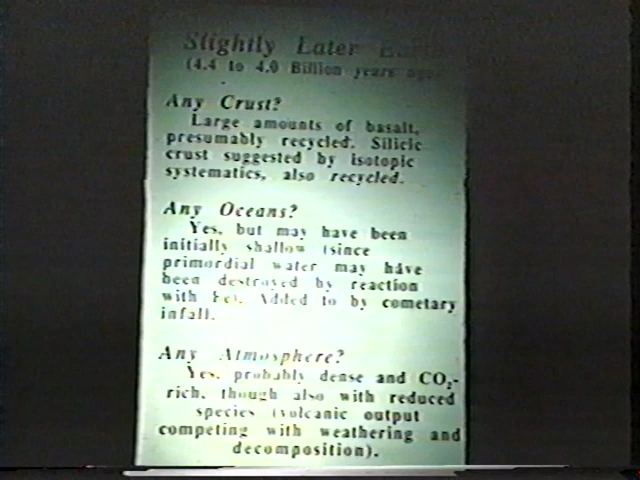 Slightly Later
(4.4 to 4.0 Billion years ago)
Any Crust?
Large amounts of basalt,
presumably recycled. Silicic
crust suggested by isotopic
systematics, also recycled.
Any Oceans?
Yes, but may have been
initially shallow (since
primordial water may have
been destroyed by reaction
with Fe). Added to by cometary
infall.
Any Atmosphere?
Yes, probably dense and CO₂-
rich, though also with reduced
species (volcanic output
competing with weathering and
decomposition).